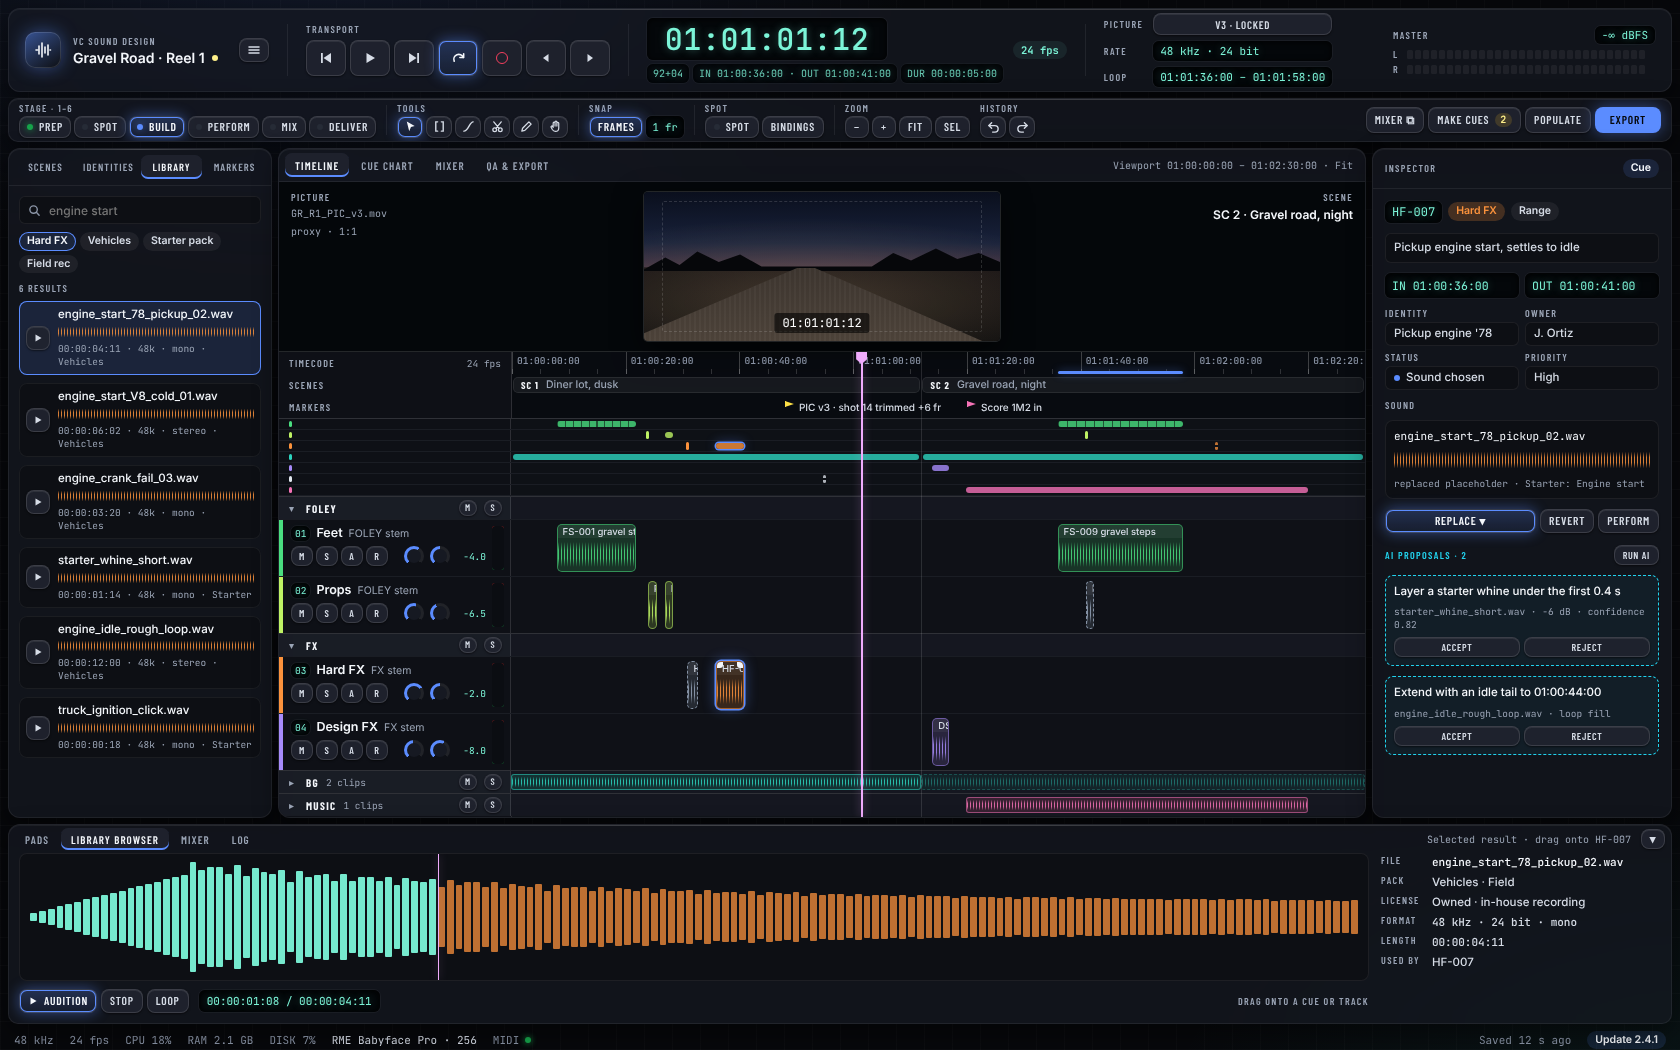 VC SOUND DESIGN
Gravel Road · Reel 1
TRANSPORT
01:01:01:12
92+04
IN 01:00:36:00 · OUT 01:00:41:00
DUR 00:00:05:00
24 fps
PICTURE
V3 · LOCKED
RATE
48 kHz · 24 bit
LOOP
01:01:36:00 – 01:01:58:00
MASTER
-∞ dBFS
L
R
STAGE · 1–6
PREP
SPOT
BUILD
PERFORM
MIX
DELIVER
TOOLS
SNAP
FRAMES
1 fr
SPOT
SPOT
BINDINGS
ZOOM
−
+
FIT
SEL
HISTORY
MIXER
MAKE CUES 2
POPULATE
EXPORT
SCENES
IDENTITIES
LIBRARY
MARKERS
engine start
Hard FX
Vehicles
Starter pack
Field rec
6 RESULTS
engine_start_78_pickup_02.wav
00:00:04:11 · 48k · mono ·
Vehicles
engine_start_V8_cold_01.wav
00:00:06:02 · 48k · stereo ·
Vehicles
engine_crank_fail_03.wav
00:00:03:20 · 48k · mono ·
Vehicles
starter_whine_short.wav
00:00:01:14 · 48k · mono · Starter
engine_idle_rough_loop.wav
00:00:12:00 · 48k · stereo ·
Vehicles
truck_ignition_click.wav
00:00:00:18 · 48k · mono · Starter
TIMELINE
CUE CHART
MIXER
QA & EXPORT
Viewport 01:00:00:00 – 01:02:30:00 · Fit
PICTURE
GR_R1_PIC_v3.mov
proxy · 1:1
01:01:01:12
SCENE
SC 2 · Gravel road, night
TIMECODE
24 fps
01:00:00:00
01:00:20:00
01:00:40:00
1:01:00:00
01:01:20:00
01:01:40:00
01:02:00:00
01:02:20:
SCENES
SC 1 Diner lot, dusk
SC 2 Gravel road, night
MARKERS
PIC v3 · shot 14 trimmed +6 fr
Score 1M2 in
FOLEY
M
S
01 Feet FOLEY stem
M
S
A
R
-4.0
FS-001 gravel st
FS-009 gravel steps
02 Props FOLEY stem
M
S
A
R
-6.5
FX
M
S
03 Hard FX FX stem
M
S
A
R
-2.0
04 Design FX FX stem
M
S
A
R
-8.0
BG 2 clips
M
S
MUSIC 1 clips
M
S
INSPECTOR
Cue
HF-007
Hard FX
Range
Pickup engine start, settles to idle
IN 01:00:36:00
OUT 01:00:41:00
IDENTITY
OWNER
Pickup engine '78
J. Ortiz
STATUS
PRIORITY
Sound chosen
High
SOUND
engine_start_78_pickup_02.wav
replaced placeholder · Starter: Engine start
REPLACE ▾
REVERT
PERFORM
AI PROPOSALS · 2
RUN AI
Layer a starter whine under the first 0.4 s
starter_whine_short.wav · -6 dB · confidence
0.82
ACCEPT
REJECT
Extend with an idle tail to 01:00:44:00
engine_idle_rough_loop.wav · loop fill
ACCEPT
REJECT
PADS
LIBRARY BROWSER
MIXER
LOG
Selected result · drag onto HF-007
FILE
engine_start_78_pickup_02.wav
PACK
Vehicles · Field
LICENSE
Owned · in-house recording
FORMAT
48 kHz · 24 bit · mono
LENGTH
00:00:04:11
USED BY
HF-007
AUDITION
STOP
LOOP
00:00:01:08 / 00:00:04:11
DRAG ONTO A CUE OR TRACK
48 kHz
24 fps
CPU 18%
RAM 2.1 GB
DISK 7%
RME Babyface Pro · 256
MIDI
Saved 12 s ago
Update 2.4.1